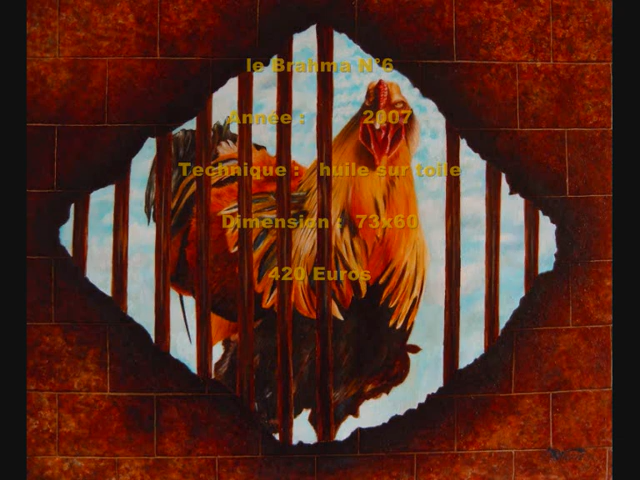 le Brahma N°6
Année : 2007
Technique : huile sur toile
Dimension : 73x60
420 Euros